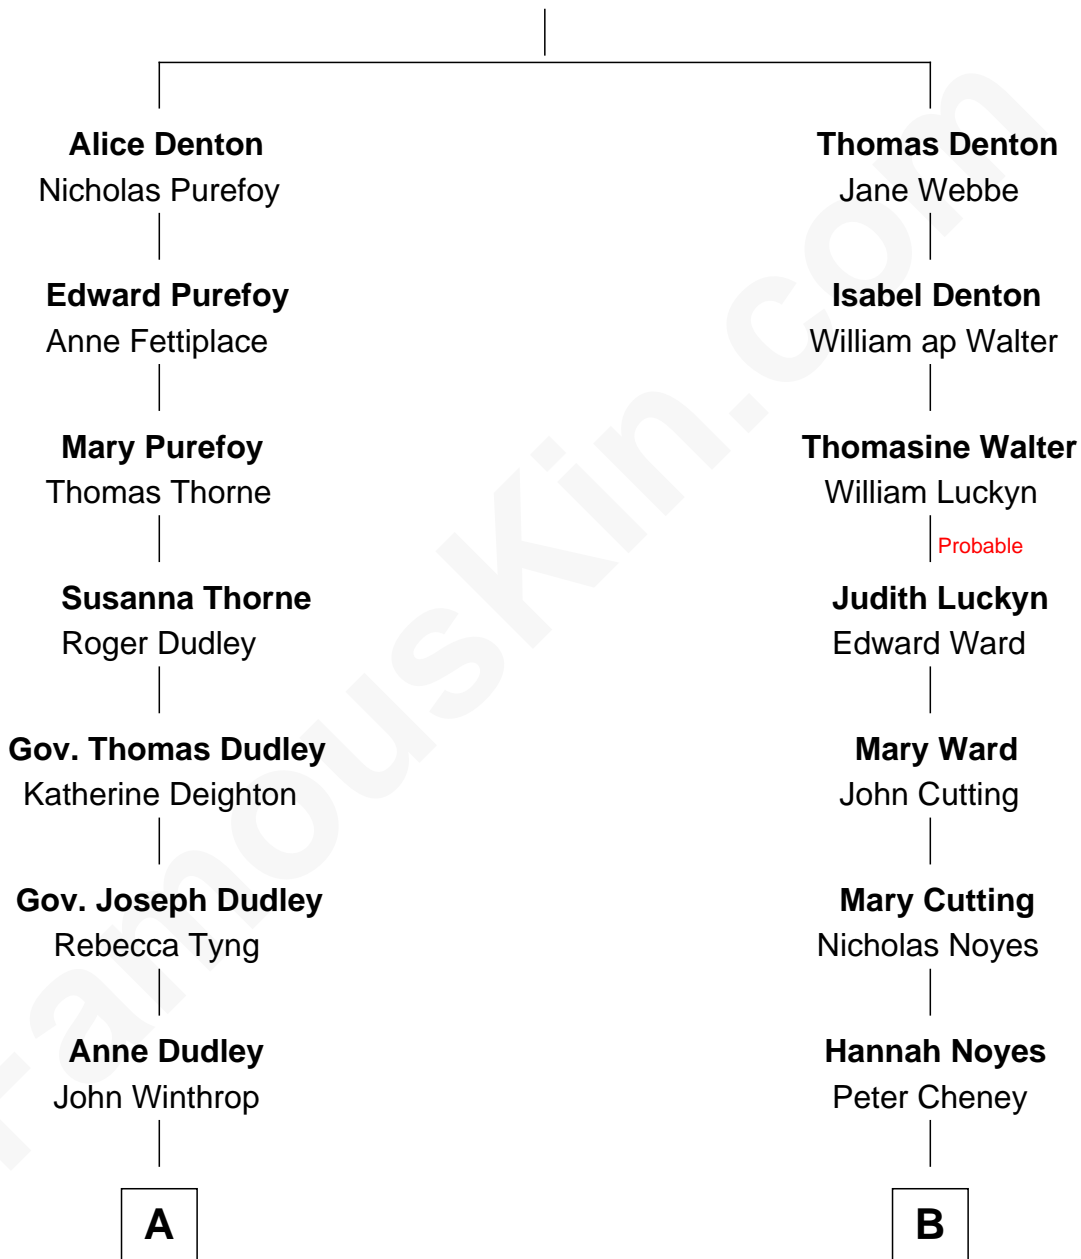 Alice Denton
Nicholas Purefoy
Edward Purefoy
Anne Fettiplace
Mary Purefoy
Thomas Thorne
Susanna Thorne
Roger Dudley
Gov. Thomas Dudley
Katherine Deighton
Gov. Joseph Dudley
Rebecca Tyng
Anne Dudley
John Winthrop
A
Thomas Denton
Jane Webbe
Isabel Denton
William ap Walter
Thomasine Walter
William Luckyn
Probable
Judith Luckyn
Edward Ward
Mary Ward
John Cutting
Mary Cutting
Nicholas Noyes
Hannah Noyes
Peter Cheney
B
FamousKin.com